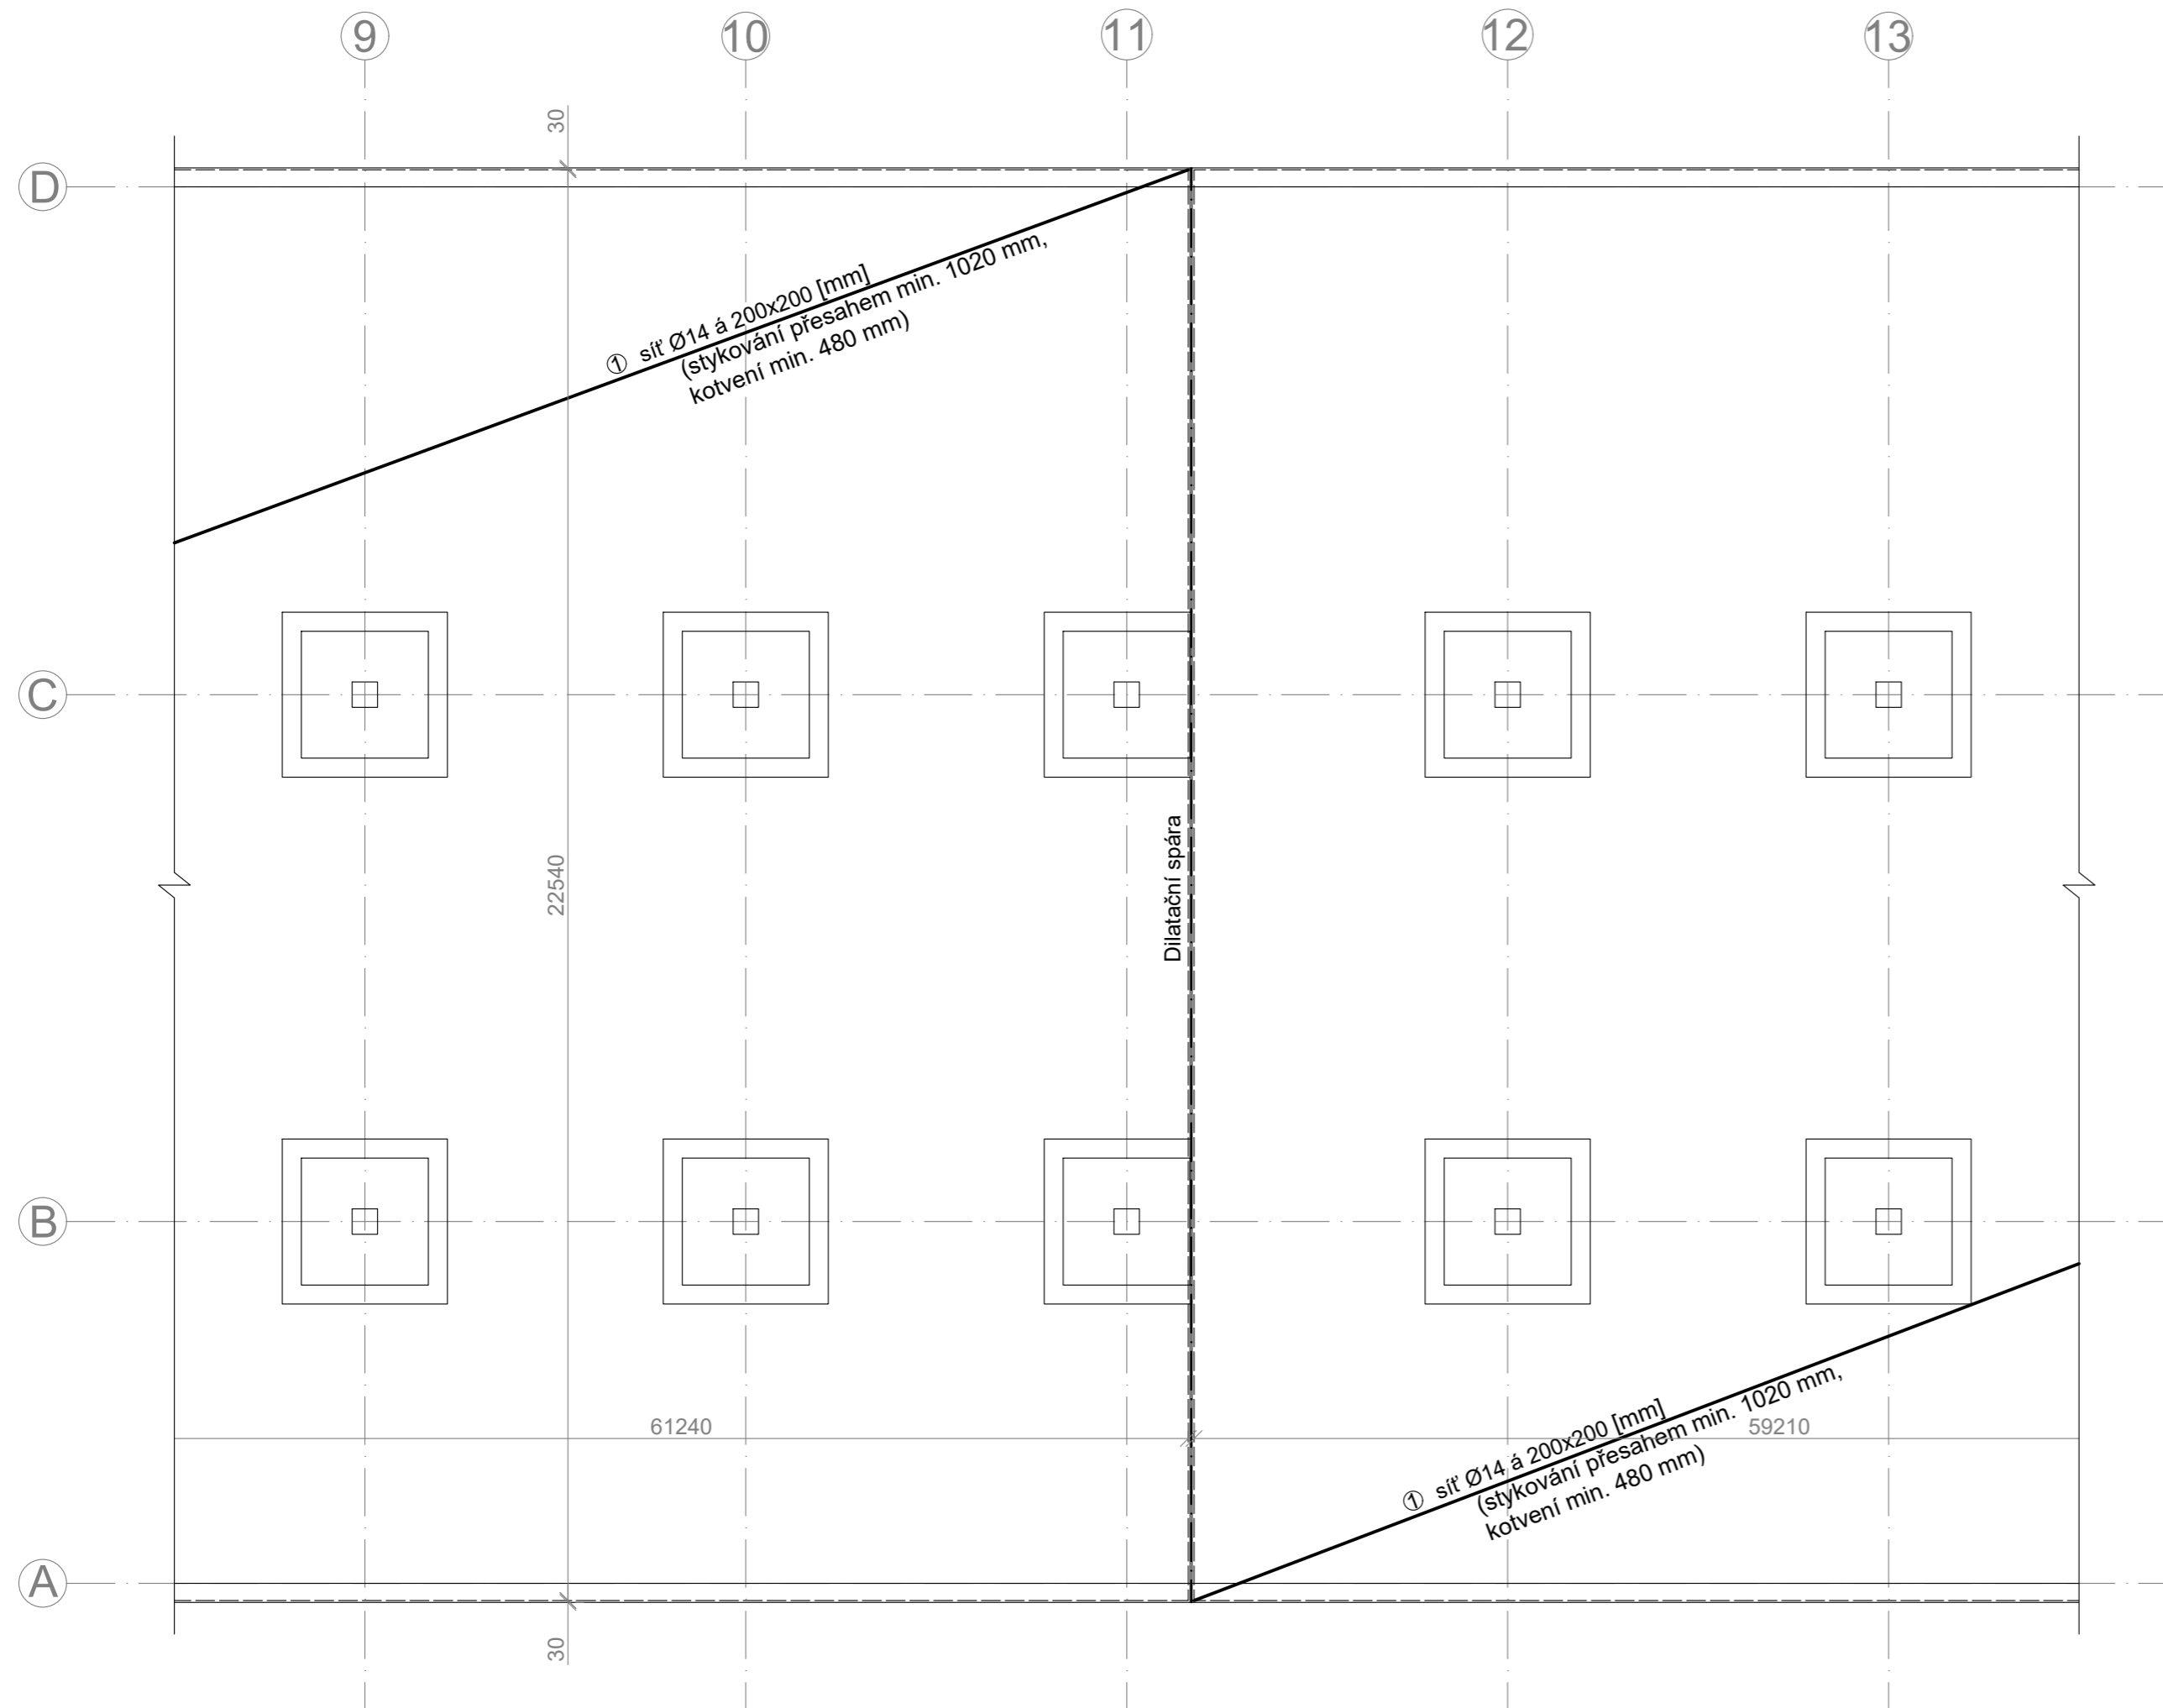 9
10
11
12
13
30
D
① síť Ø14 á 200x200 [mm]
(stykování přesahem min. 1020 mm,
kotvení min. 480 mm)
C
Dilatační spára
22540
B
61240
59210
① síť Ø14 á 200x200 [mm]
(stykování přesahem min. 1020 mm,
kotvení min. 480 mm)
A
30